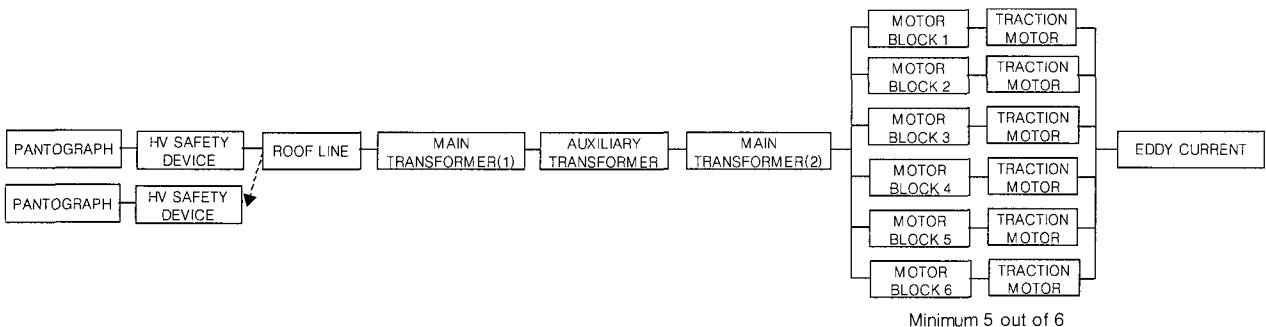 PANTOGRAPH
HV SAFETY
DEVICE
ROOF LINE
MAIN
TRANSFORMER(1)
AUXILIARY
TRANSFORMER
MAIN
TRANSFORMER(2)
PANTOGRAPH
HV SAFETY
DEVICE
MOTOR
BLOCK 1
TRACTION
MOTOR
MOTOR
BLOCK 2
TRACTION
MOTOR
MOTOR
BLOCK 3
TRACTION
MOTOR
MOTOR
BLOCK 4
TRACTION
MOTOR
MOTOR
BLOCK 5
TRACTION
MOTOR
MOTOR
BLOCK 6
TRACTION
MOTOR
EDDY CURRENT
Minimum 5 out of 6